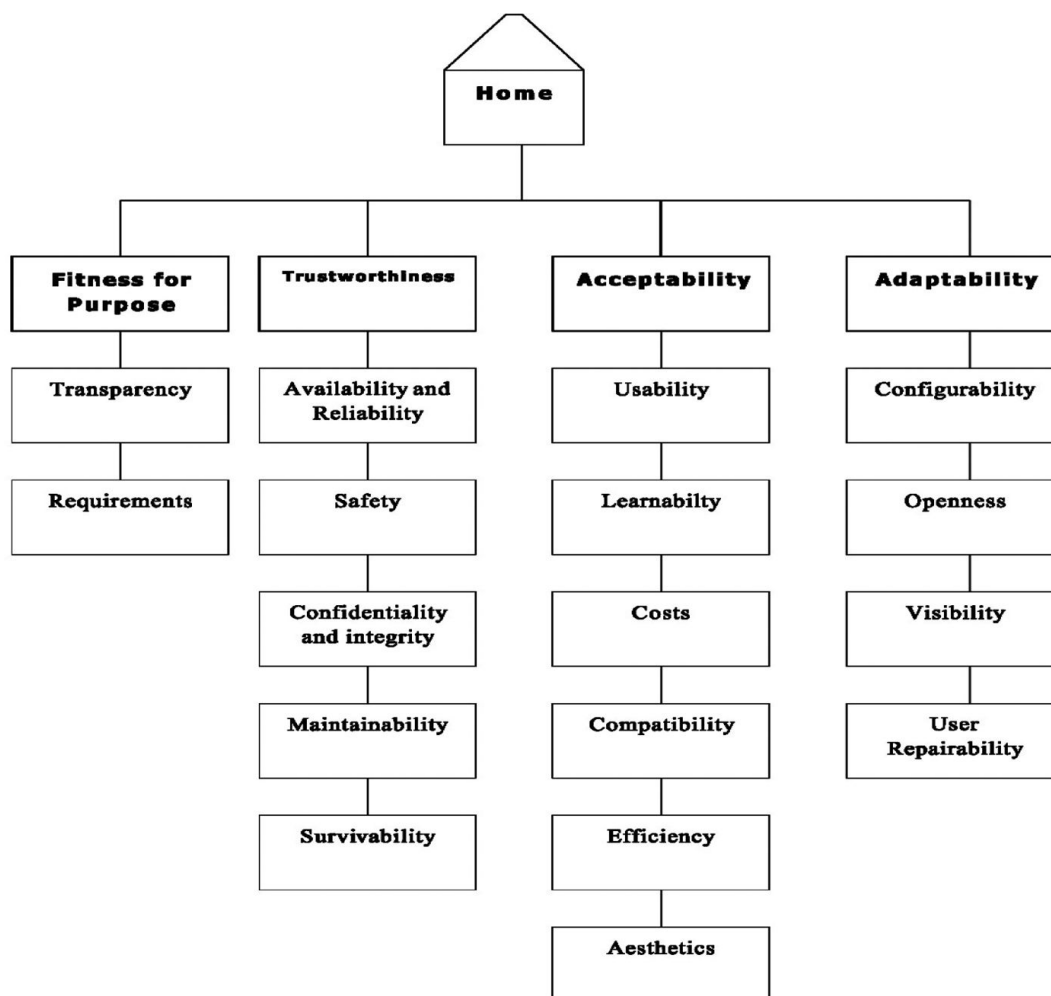 Home
Fitness for
Purpose
Trustworthiness
Acceptability
Adaptability
Transparency
Availability and
Reliability
Usability
Configurability
Requirements
Safety
Learnabilty
Openness
Confidentiality
and integrity
Costs
Visibility
Maintainability
Compatibility
User
Repairability
Survivability
Efficiency
Aesthetics